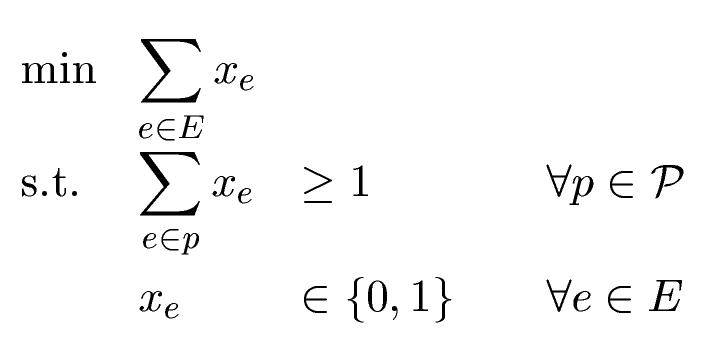 min ∑_{e∈E} x_e
s.t. ∑_{e∈p} x_e ≥ 1 ∀p ∈ 𝒫
x_e ∈ {0, 1} ∀e ∈ E